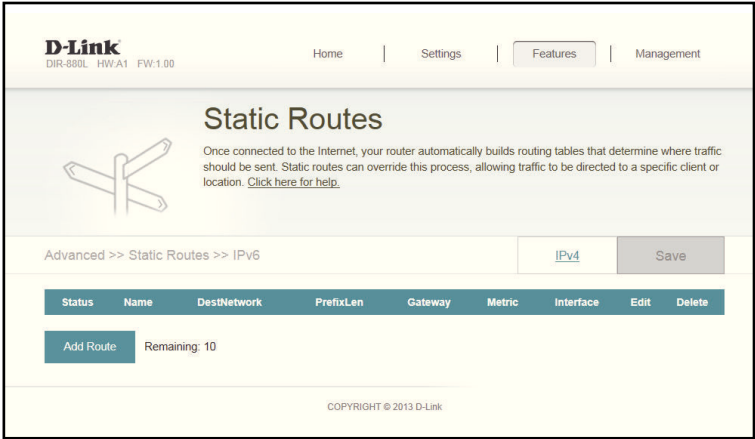 D-Link
DIR-880L HW:A1 FW:1.00
Home Settings Features Management
Static Routes
Once connected to the Internet, your router automatically builds routing tables that determine where traffic
should be sent. Static routes can override this process, allowing traffic to be directed to a specific client or
location. Click here for help.
Advanced >> Static Routes >> IPv6 IPv4 Save
Status Name DestNetwork PrefixLen Gateway Metric Interface Edit Delete
Add Route Remaining: 10
COPYRIGHT © 2013 D-Link